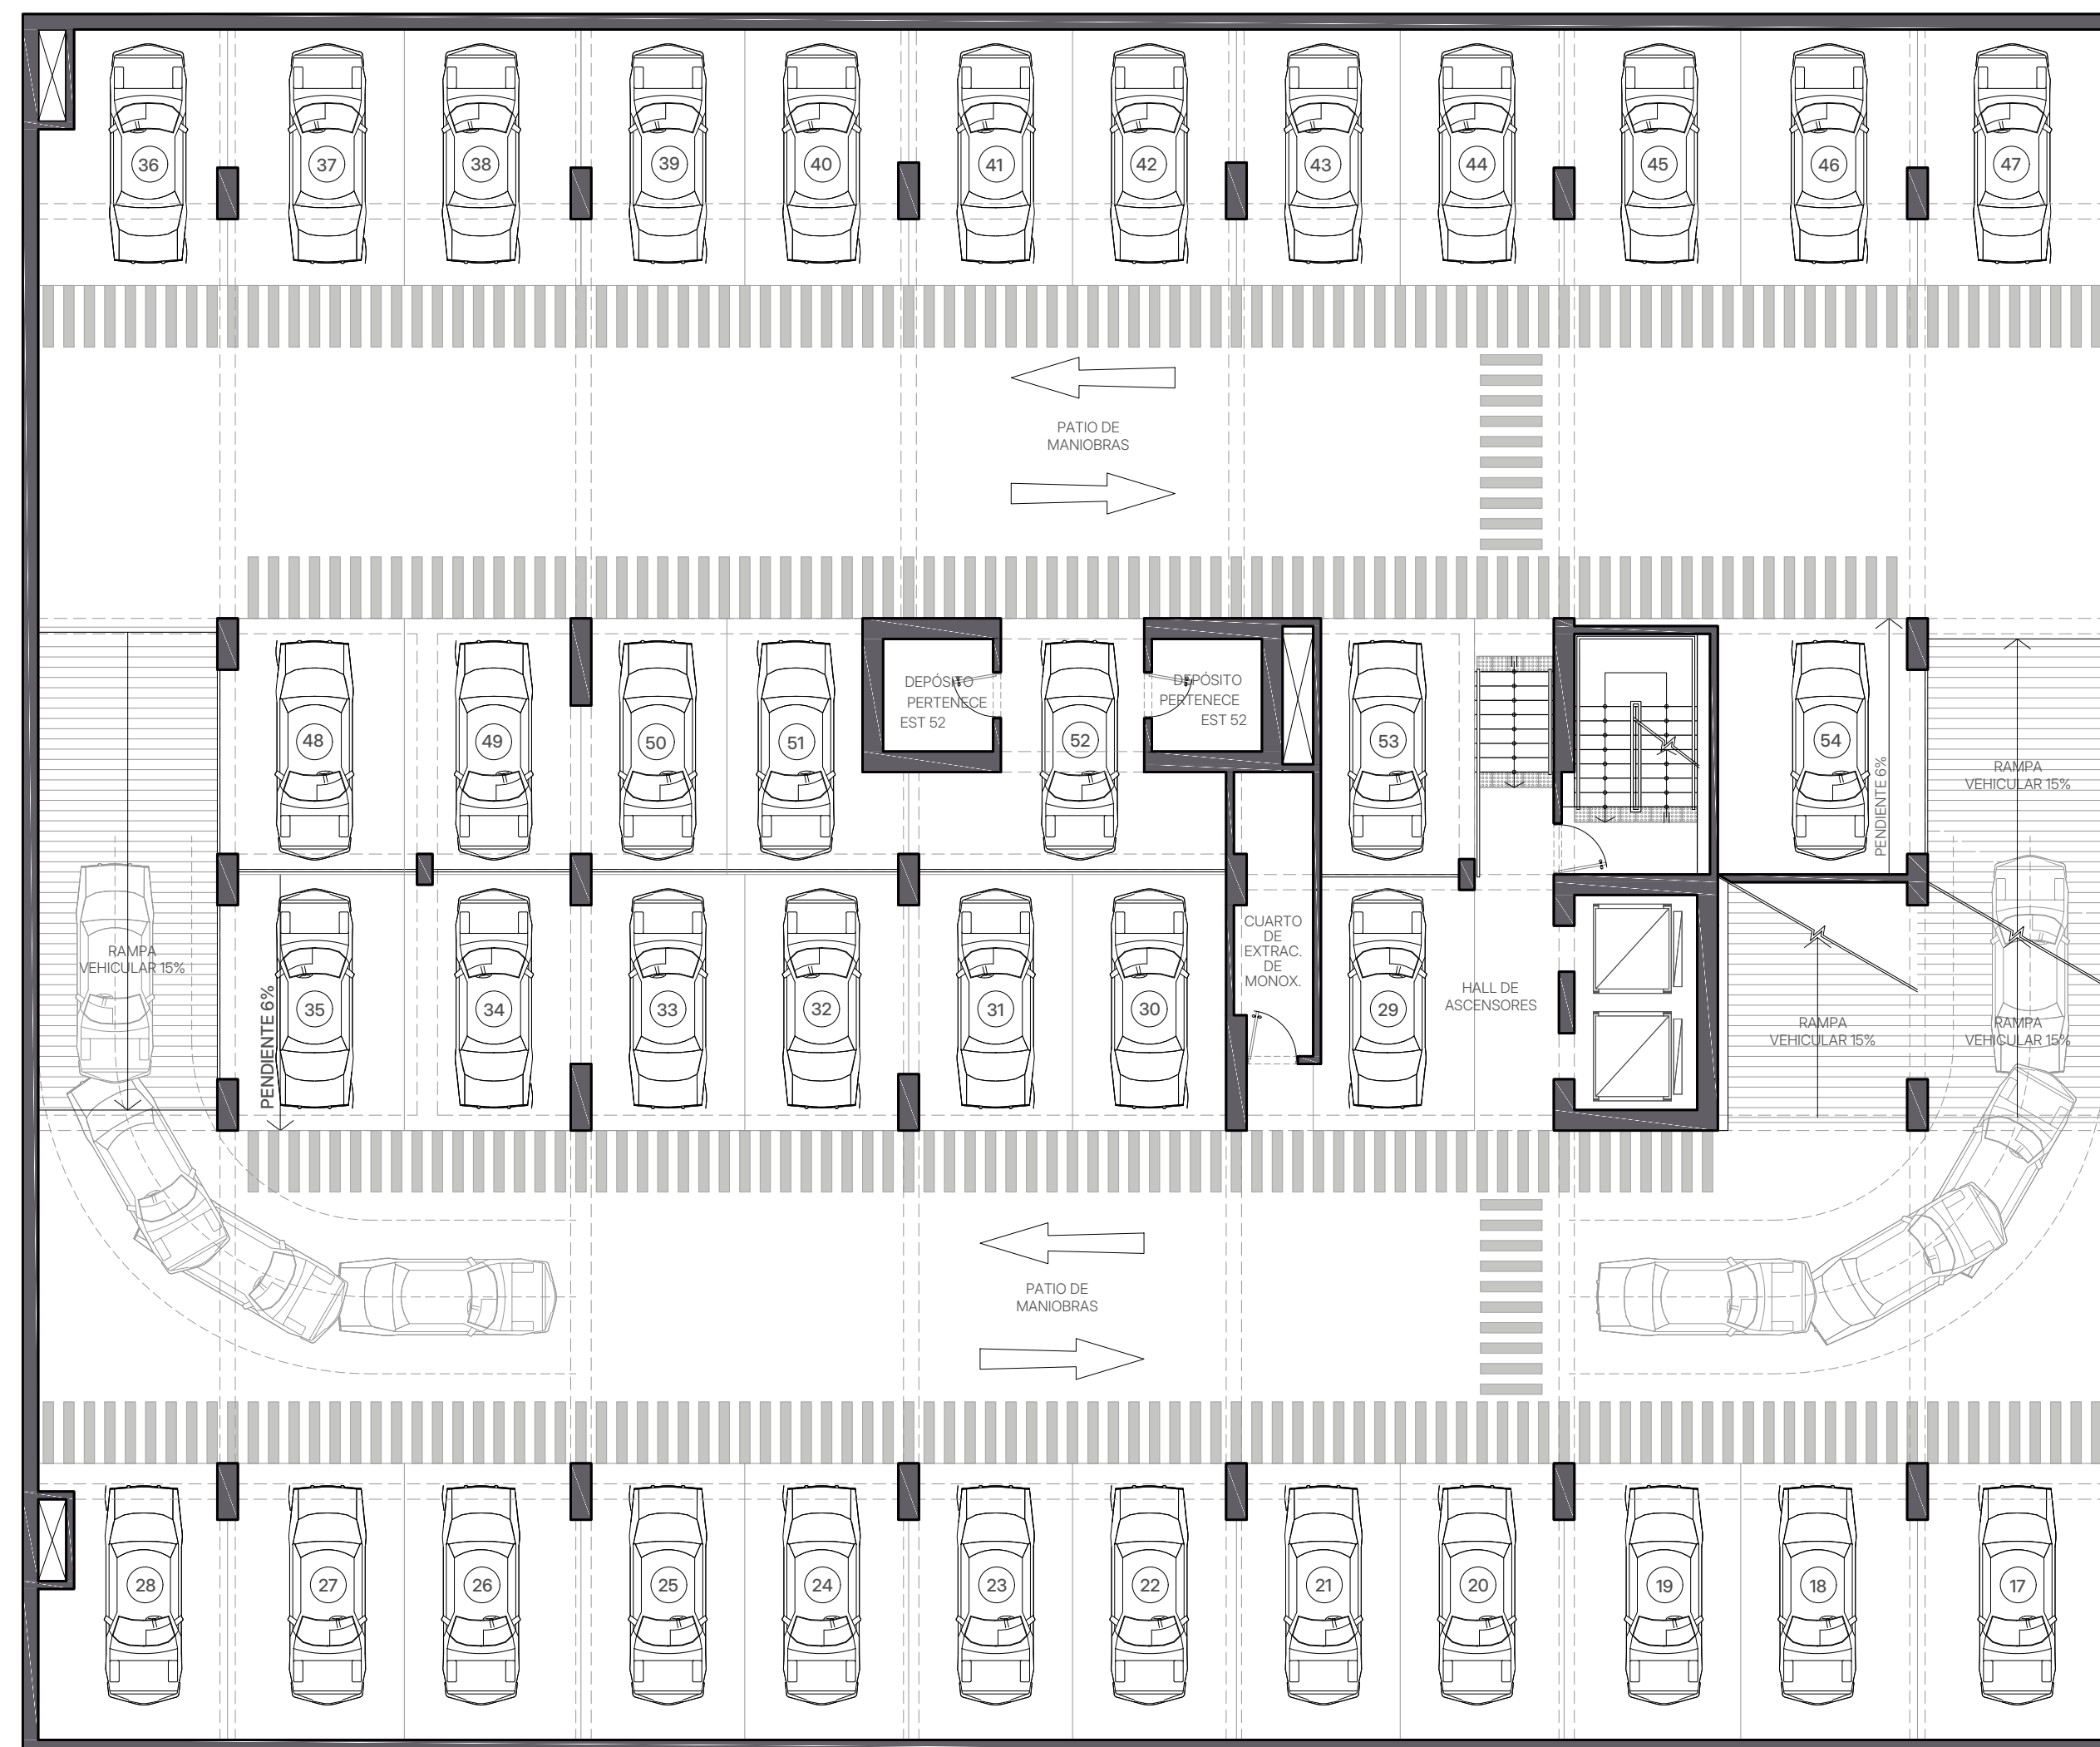 36
37
38
39
40
41
42
43
44
45
46
47
PATIO DE
MANIOBRAS
48
49
50
51
DEPÓSITO
PERTENECE
EST 52
52
DEPÓSITO
PERTENECE
EST 52
53
54
PENDIENTE 6%
RAMPA
VEHICULAR 15%
RAMPA
VEHICULAR 15%
PENDIENTE 6%
35
34
33
32
31
30
CUARTO
DE
EXTRAC.
DE
MONOX.
29
HALL DE
ASCENSORES
RAMPA
VEHICULAR 15%
RAMPA
VEHICULAR 15%
PATIO DE
MANIOBRAS
28
27
26
25
24
23
22
21
20
19
18
17